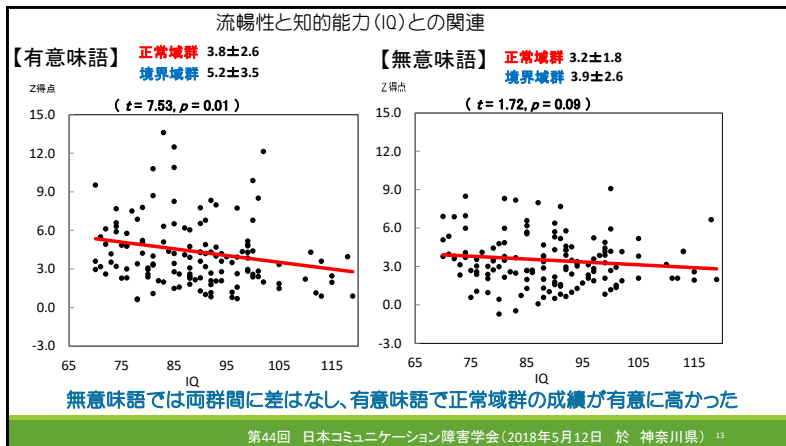 流暢性と知的能力(IQ)との関連
【有意味語】 正常域群 3.8±2.6
境界域群 5.2±3.5
Z得点
( t = 7.53, p = 0.01 )
15.0
12.0
9.0
6.0
3.0
0.0
-3.0
65 75 85 95 105 115
IQ
【無意味語】 正常域群 3.2±1.8
境界域群 3.9±2.6
Z得点
( t = 1.72, p = 0.09 )
15.0
12.0
9.0
6.0
3.0
0.0
-3.0
65 75 85 95 105 115
IQ
無意味語では両群間に差はなし、有意味語で正常域群の成績が有意に高かった
第44回 日本コミュニケーション障害学会(2018年5月12日 於 神奈川県) 13